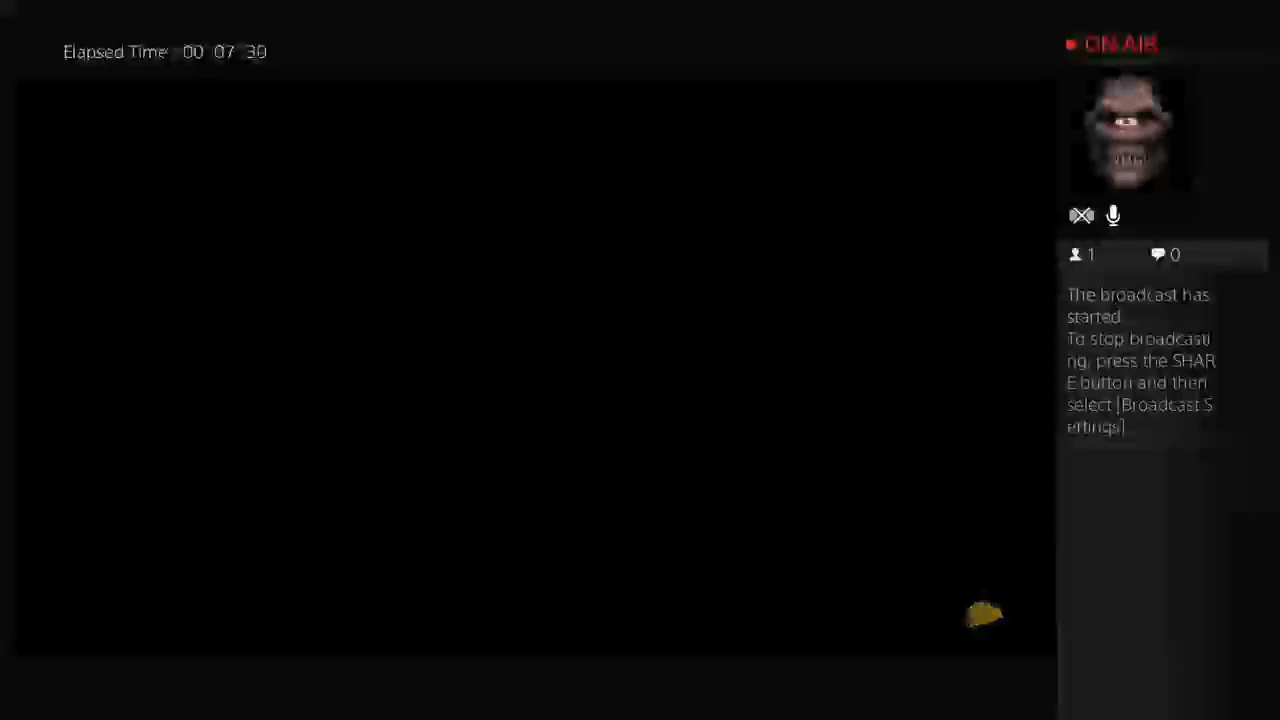 Elapsed Time 00 07 30
ON AIR
1 0
The broadcast has
started
To stop broadcasti
ng, press the SHAR
E button and then
select [Broadcast S
ettings]